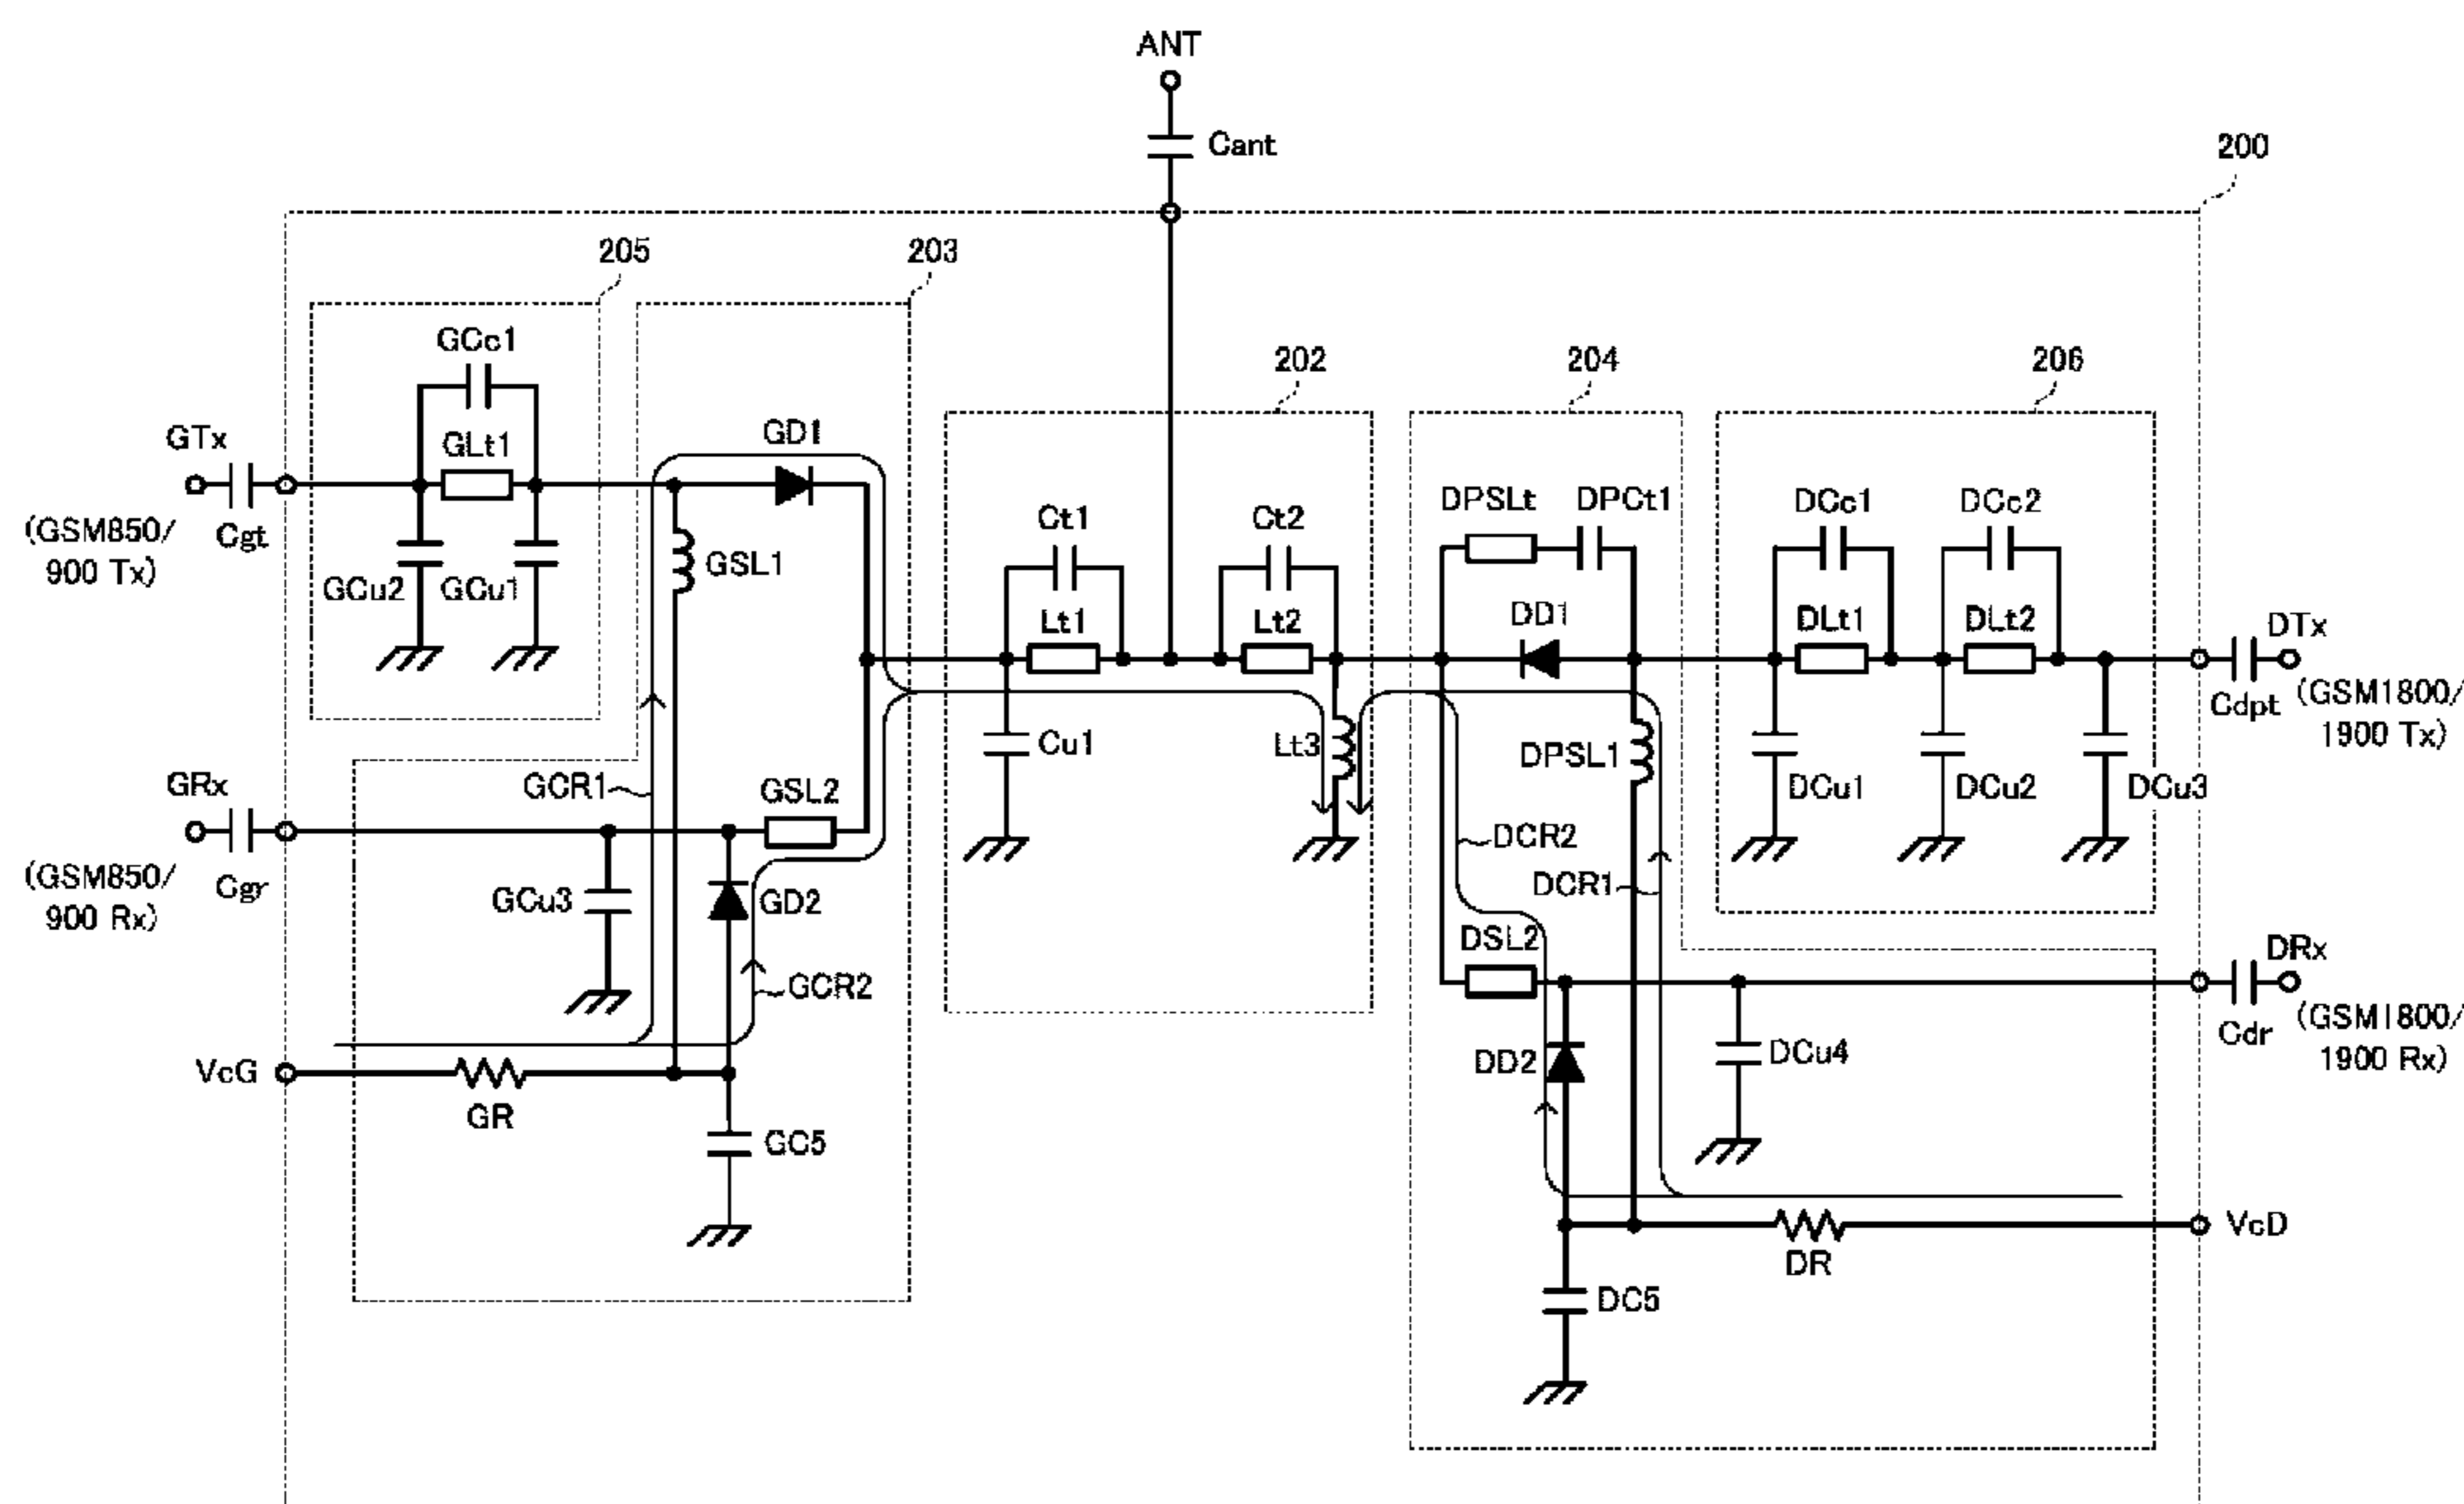 ANT
Cant
200
205
203
GCc1
202
204
206
GTx
GLt1
GD1
(GSM850/
900 Tx)
Cgt
GCu2
GCu1
GSL1
Ct1
Ct2
DPSLt
DPCt1
DCc1
DCc2
Lt1
Lt2
DD1
DLt1
DLt2
DTx
Cdpt
(GSM1800/
1900 Tx)
Cu1
Lt3
DPSL1
DCu1
DCu2
DCu3
GRx
GCR1
GSL2
DCR2
DCR1
(GSM850/
900 Rx)
Cgr
GCu3
GD2
GCR2
DSL2
DRx
(GSM1800/
1900 Rx)
Cdr
VcG
GR
GC5
DD2
DCu4
VcD
DR
DC5